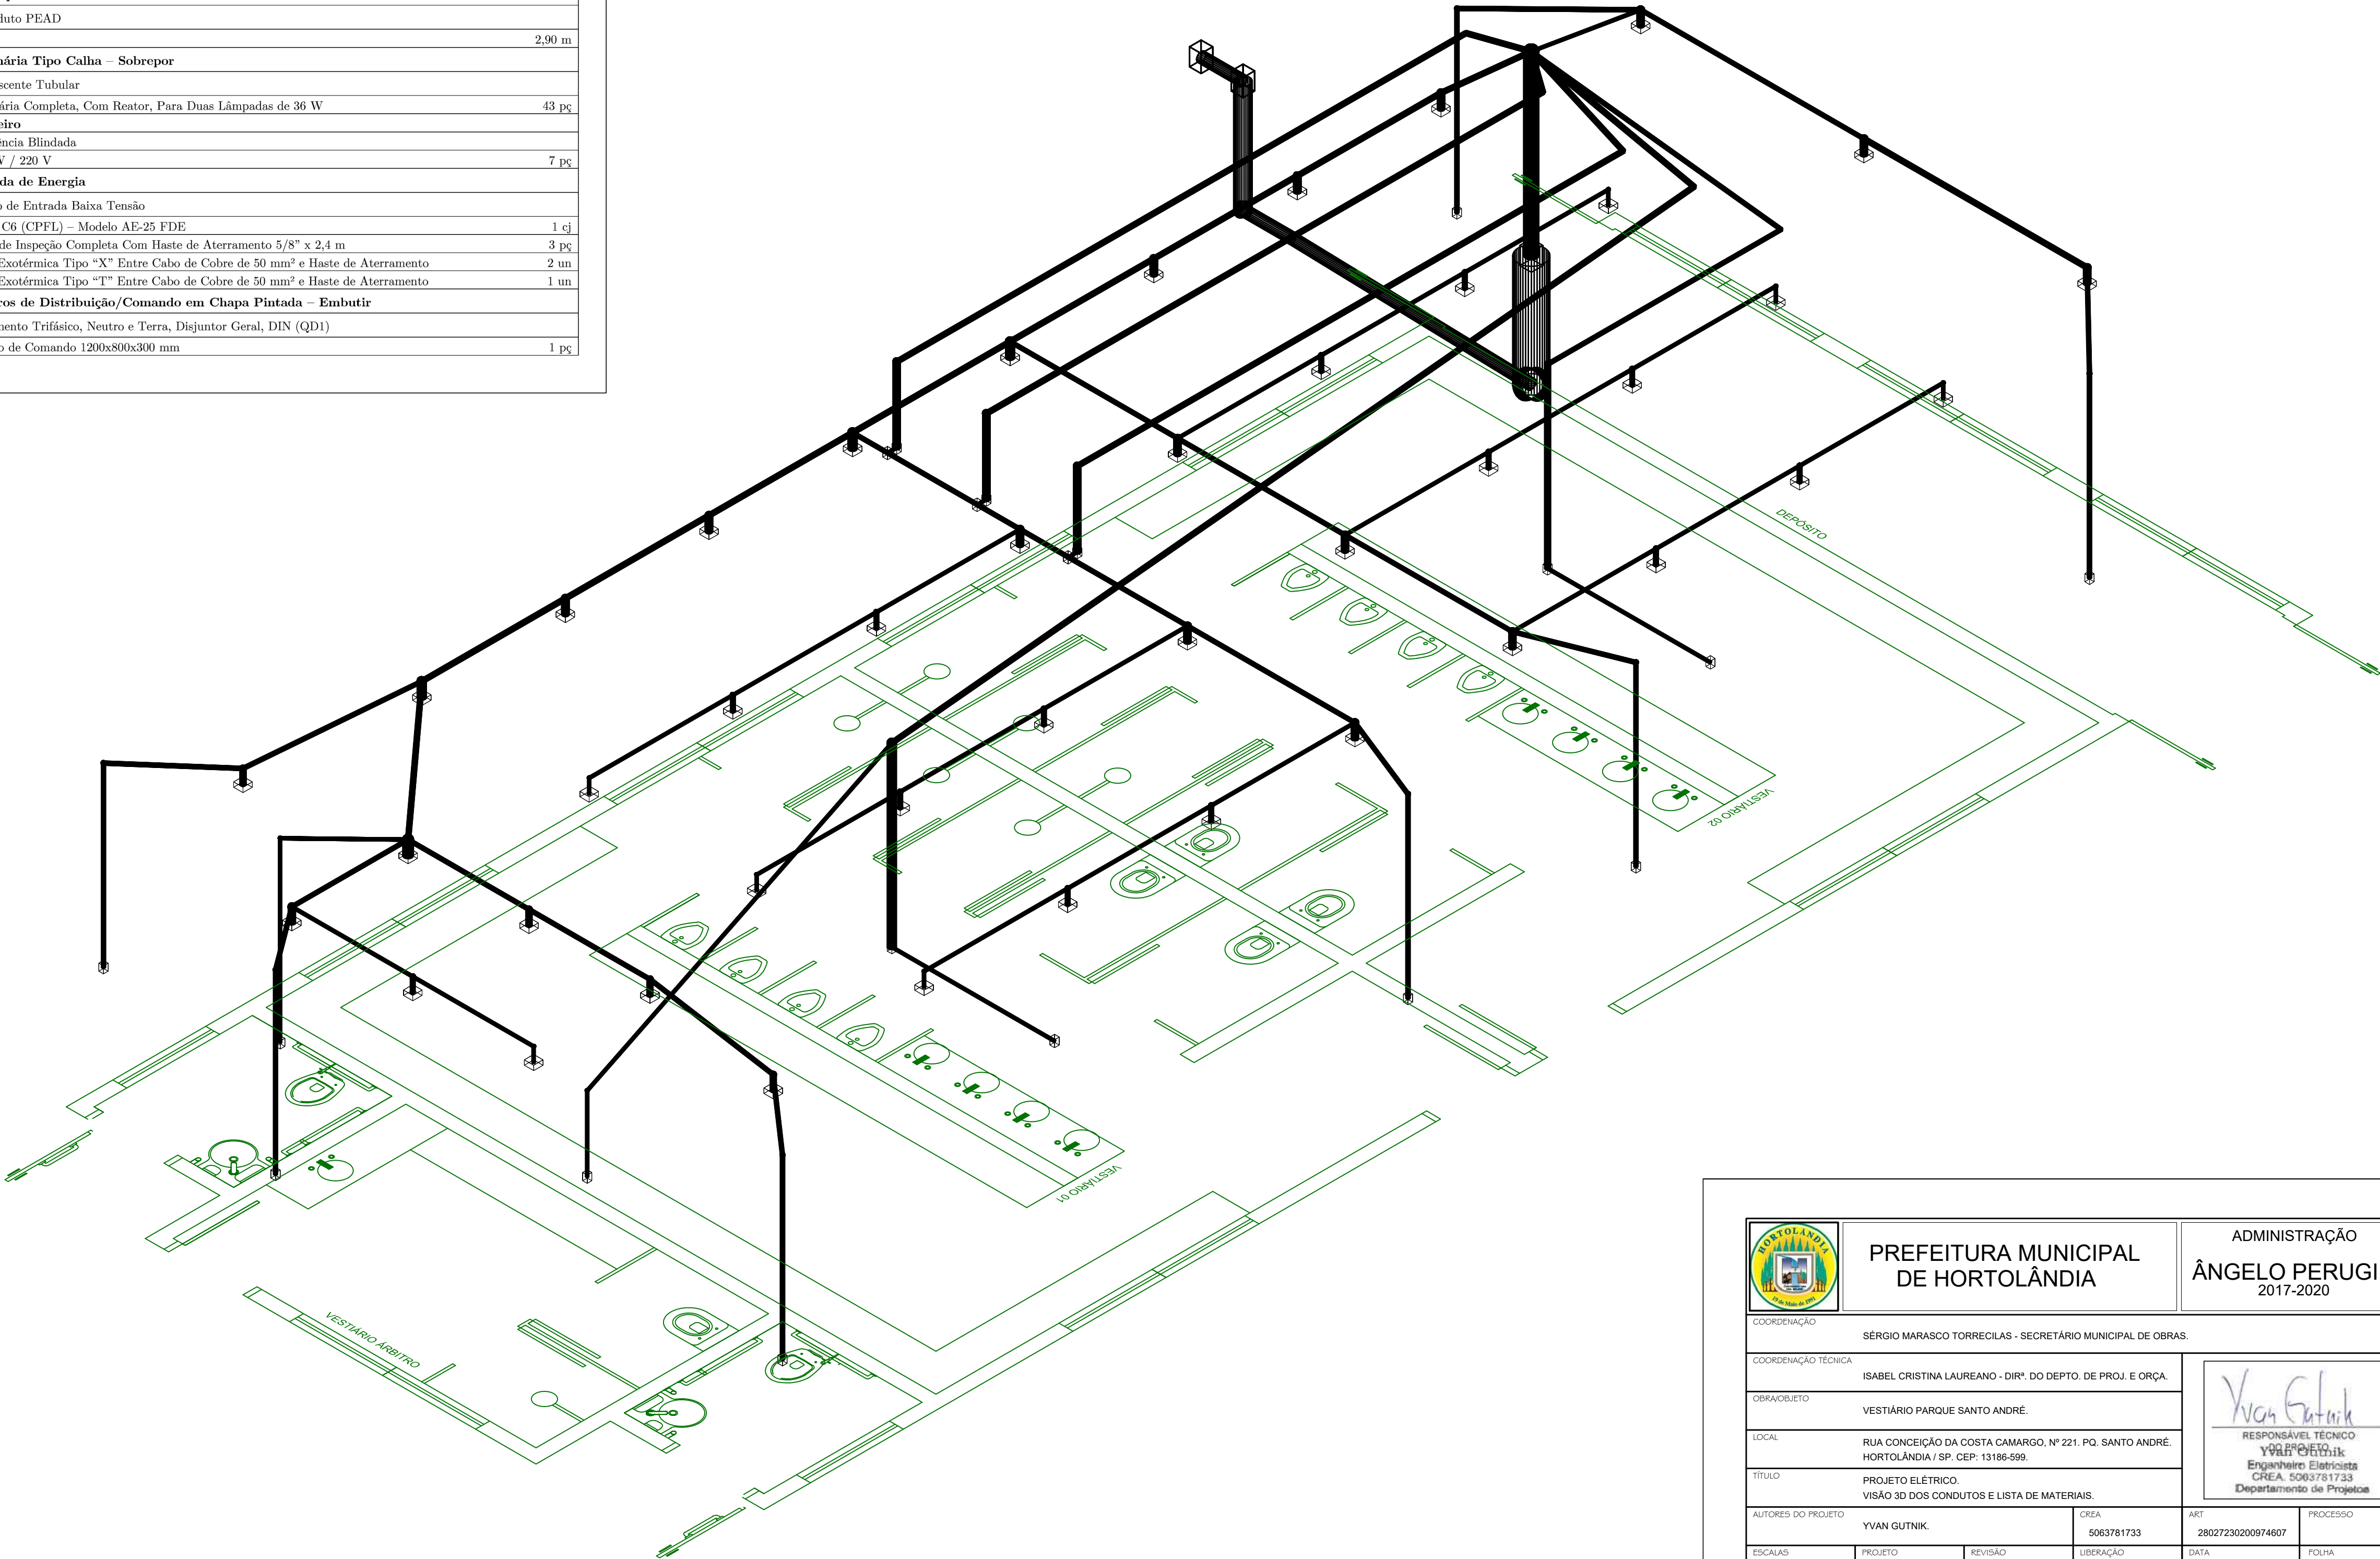 duto PEAD
2,90 m
nária Tipo Calha – Sobrepor
scente Tubular
ária Completa, Com Reator, Para Duas Lâmpadas de 36 W 43 pç
eiro
ência Blindada
W / 220 V 7 pç
da de Energia
o de Entrada Baixa Tensão
C6 (CPFL) – Modelo AE-25 FDE 1 cj
de Inspeção Completa Com Haste de Aterramento 5/8” x 2,4 m 3 pç
Exotérmica Tipo “X” Entre Cabo de Cobre de 50 mm² e Haste de Aterramento 2 un
Exotérmica Tipo “T” Entre Cabo de Cobre de 50 mm² e Haste de Aterramento 1 un
ros de Distribuição/Comando em Chapa Pintada – Embutir
mento Trifásico, Neutro e Terra, Disjuntor Geral, DIN (QD1)
o de Comando 1200x800x300 mm 1 pç
DEPÓSITO
VESTIÁRIO 02
VESTIÁRIO 01
VESTIÁRIO ÁRBITRO
HORTOLANDIA
19 de Maio de 1991
PREFEITURA MUNICIPAL
DE HORTOLÂNDIA
ADMINISTRAÇÃO
ÂNGELO PERUGI
2017-2020
COORDENAÇÃO
SÉRGIO MARASCO TORRECILAS - SECRETÁRIO MUNICIPAL DE OBRAS.
COORDENAÇÃO TÉCNICA
ISABEL CRISTINA LAUREANO - DIRª. DO DEPTO. DE PROJ. E ORÇA.
OBRA/OBJETO
VESTIÁRIO PARQUE SANTO ANDRÉ.
LOCAL
RUA CONCEIÇÃO DA COSTA CAMARGO, Nº 221. PQ. SANTO ANDRÉ.
HORTOLÂNDIA / SP. CEP: 13186-599.
TÍTULO
PROJETO ELÉTRICO.
VISÃO 3D DOS CONDUTOS E LISTA DE MATERIAIS.
Yvan Gutnik
RESPONSÁVEL TÉCNICO
DO PROJETO
Yvan Gutnik
Engenheiro Eletricista
CREA. 5063781733
Departamento de Projetos
AUTORES DO PROJETO
YVAN GUTNIK.
CREA
5063781733
ART
28027230200974607
PROCESSO
ESCALAS PROJETO REVISÃO LIBERAÇÃO DATA FOLHA